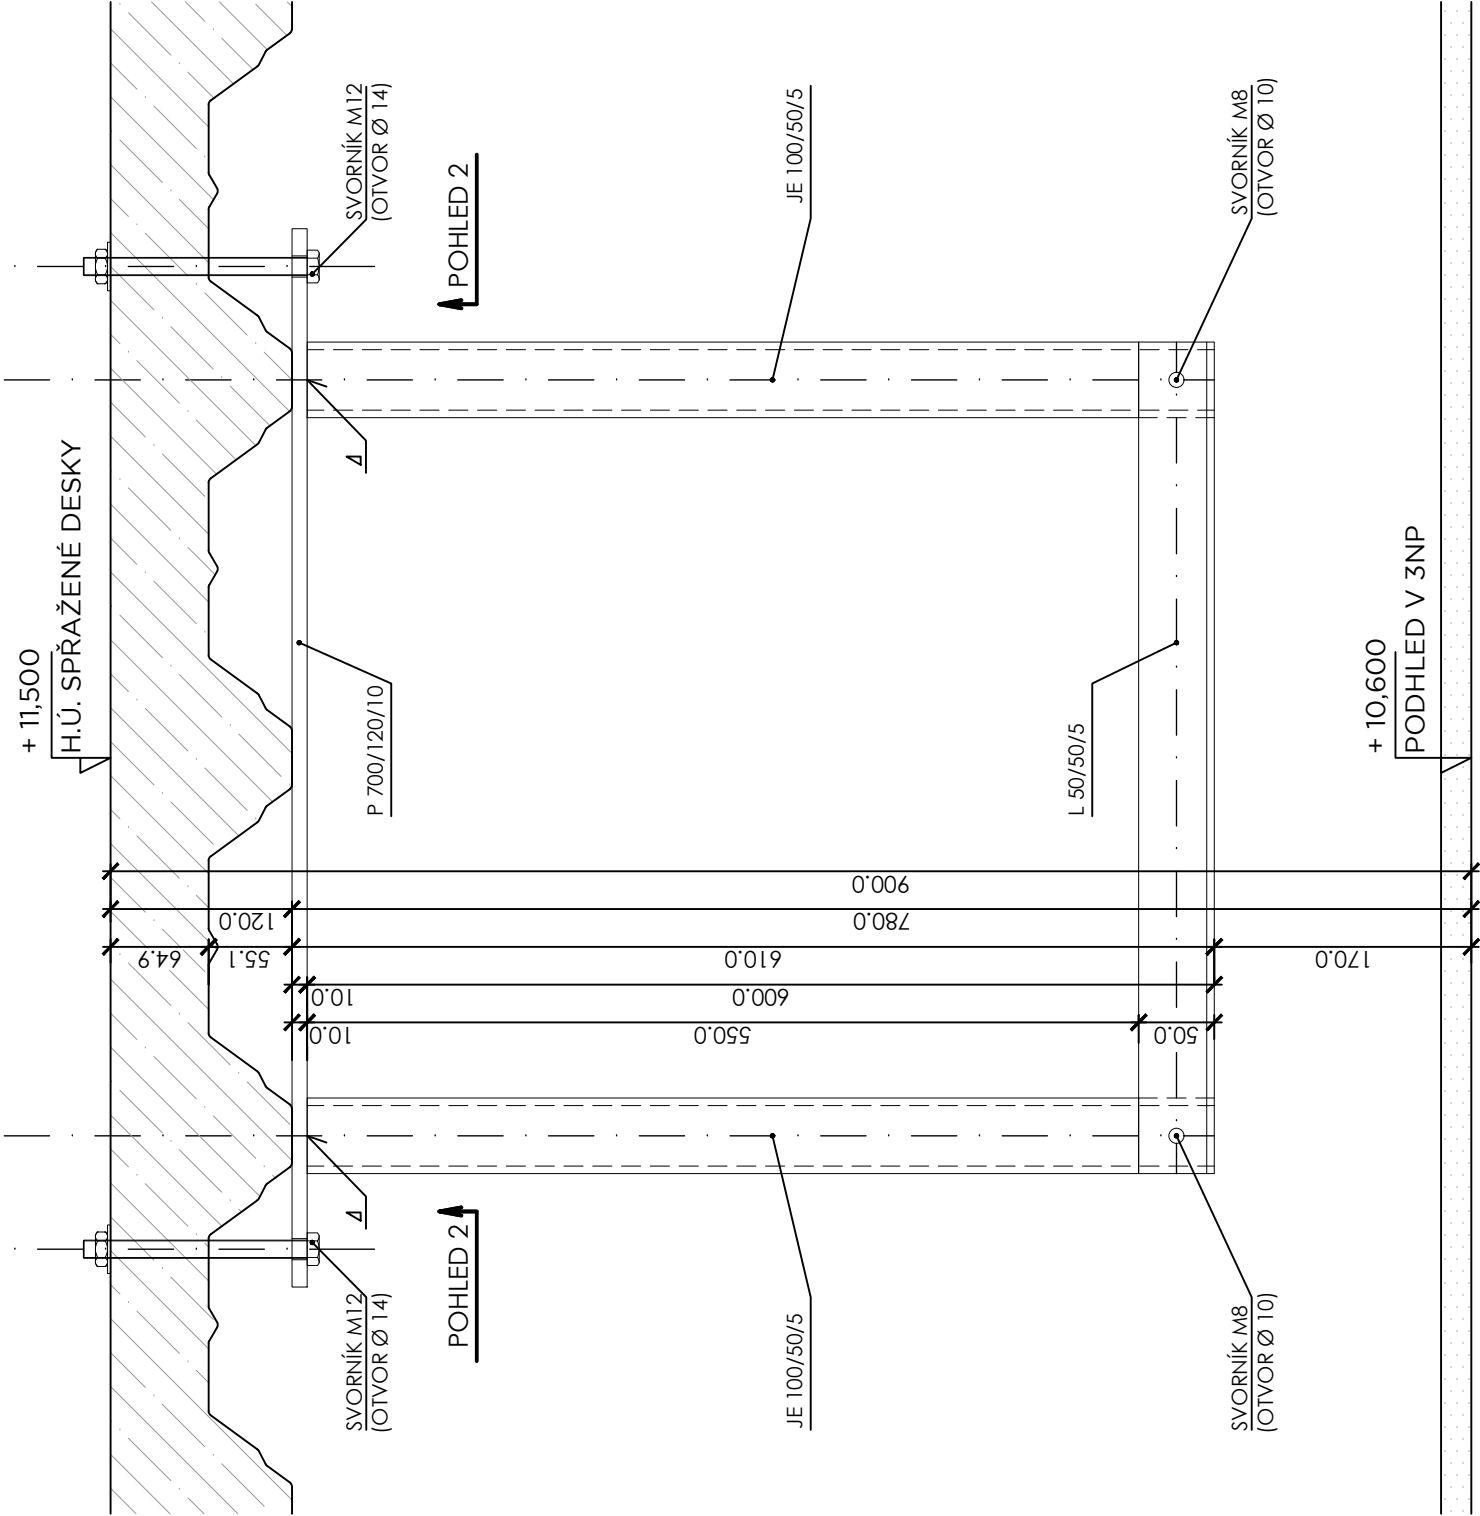 + 11,500
H.Ú. SPŘAŽENÉ DESKY
SVORNÍK M12
(OTVOR Ø 14)
POHLED 2
JE 100/50/5
SVORNÍK M8
(OTVOR Ø 10)
P 700/120/10
L 50/50/5
+ 10,600
PODHLED V 3NP
900.0
120.0
780.0
64.9
55.1
610.0
170.0
10.0
600.0
10.0
550.0
50.0
SVORNÍK M12
(OTVOR Ø 14)
POHLED 2
JE 100/50/5
SVORNÍK M8
(OTVOR Ø 10)